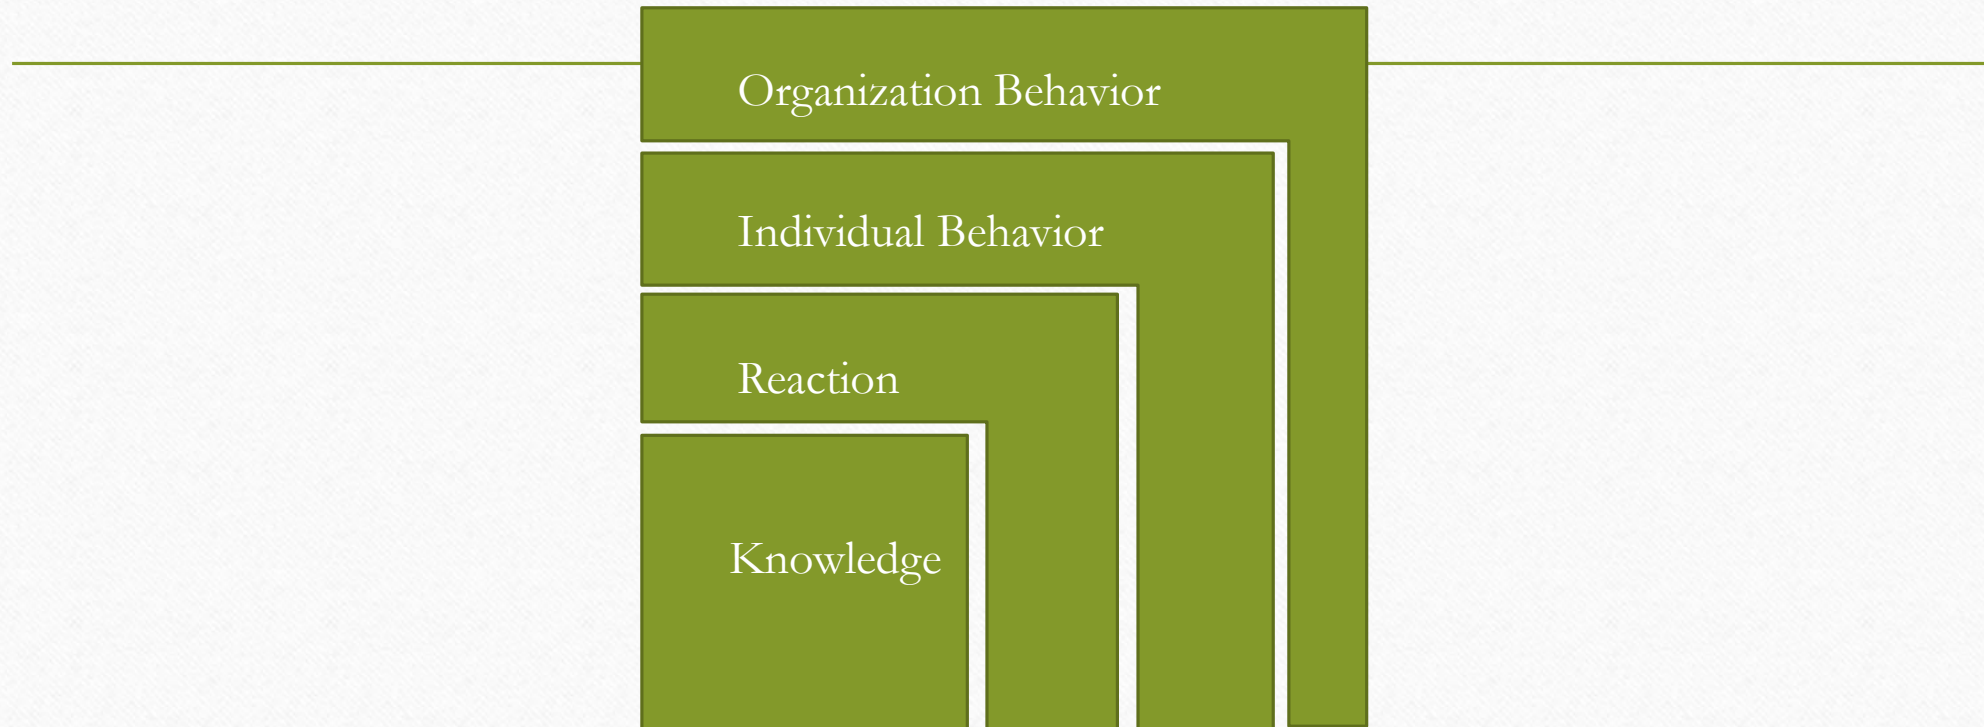 Organization Behavior
Individual Behavior
Reaction
Knowledge